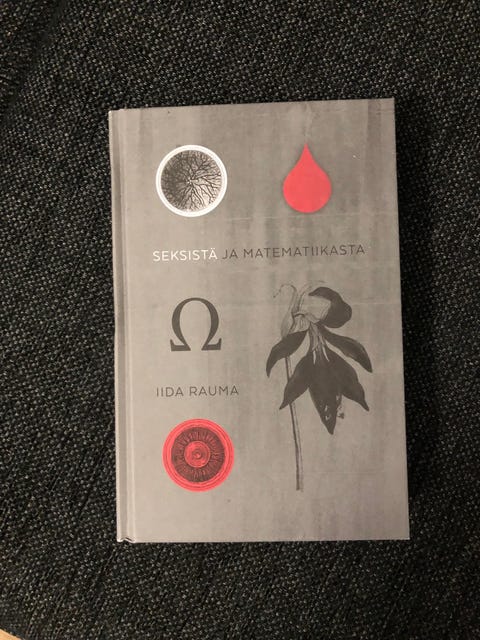 SEKSISTÄ JA MATEMATIIKASTA
Ω
IIDA RAUMA